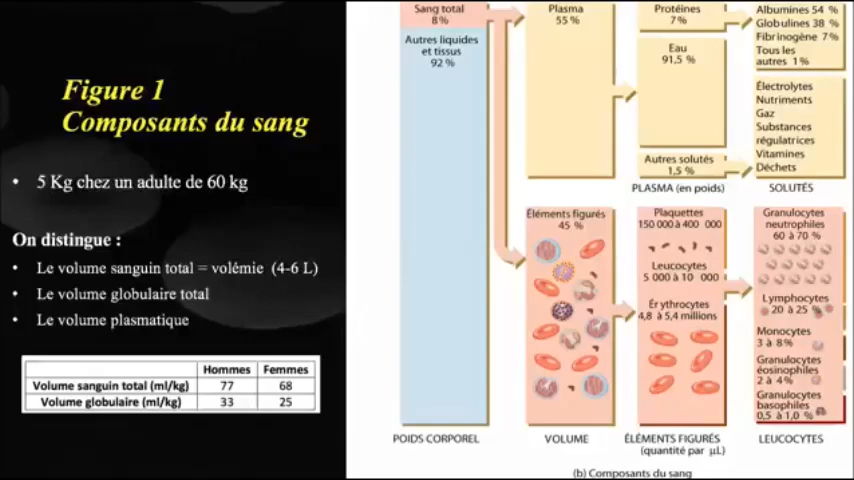 Figure 1
Composants du sang
• 5 Kg chez un adulte de 60 kg
On distingue :
• Le volume sanguin total = volémie (4-6 L)
• Le volume globulaire total
• Le volume plasmatique
Hommes Femmes
Volume sanguin total (ml/kg) 77 68
Volume globulaire (ml/kg) 33 25
Sang total
8 %
Autres liquides
et tissus
92 %
POIDS CORPOREL
Plasma
55 %
Éléments figurés
45 %
VOLUME
Protéines
7 %
Eau
91,5 %
Autres solutés
1,5 %
PLASMA (en poids)
Plaquettes
150 000 à 400 000
Leucocytes
5 000 à 10 000
Érythrocytes
4,8 à 5,4 millions
ÉLÉMENTS FIGURÉS
(quantité par µL)
Albumines 54 %
Globulines 38 %
Fibrinogène 7 %
Tous les
autres 1 %
Électrolytes
Nutriments
Gaz
Substances
régulatrices
Vitamines
Déchets
SOLUTÉS
Granulocytes
neutrophiles
60 à 70 %
Lymphocytes
20 à 25 %
Monocytes
3 à 8 %
Granulocytes
éosinophiles
2 à 4 %
Granulocytes
basophiles
0,5 à 1,0 %
LEUCOCYTES
(b) Composants du sang